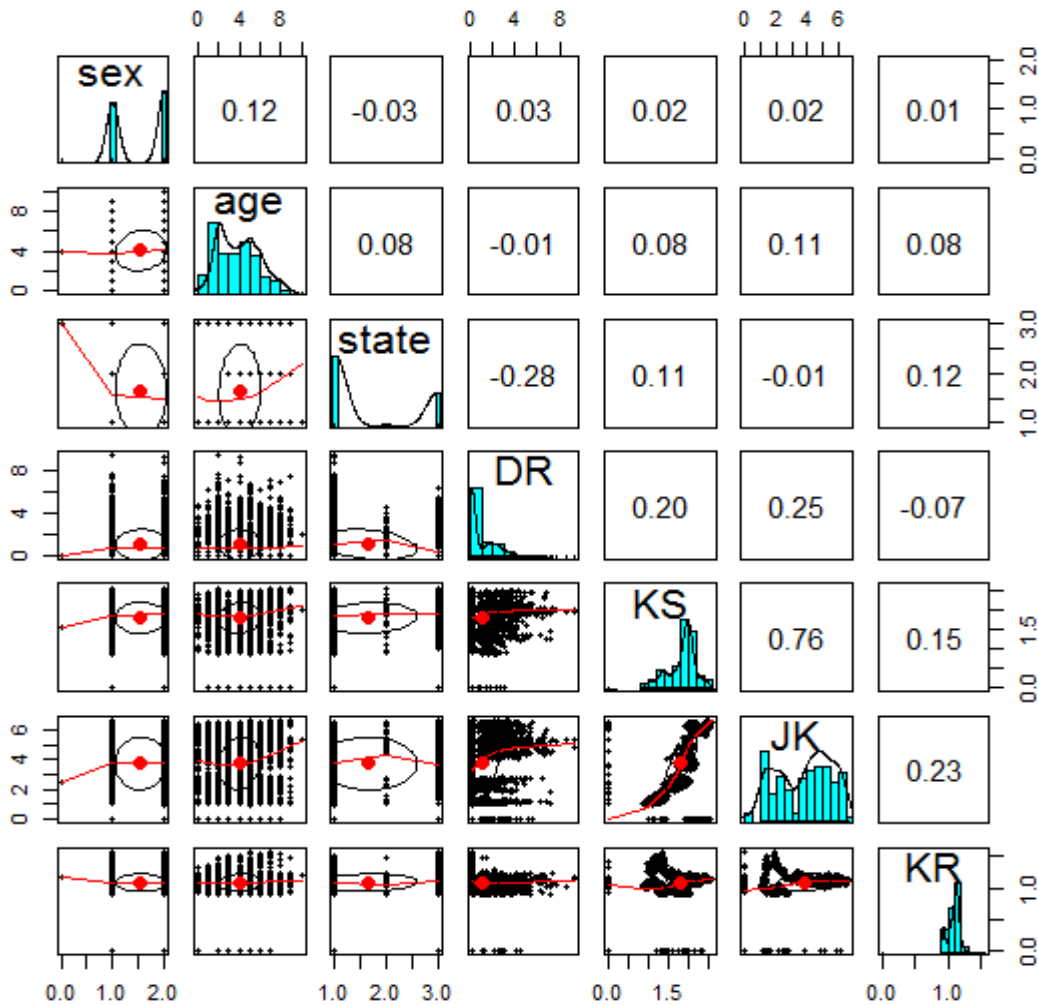 0 4 8 0 2 4 6 8 0 2 4 6
sex 0.12 -0.03 0.03 0.02 0.02 0.01
0.0 1.0 2.0
0 4 8
age 0.08 -0.01 0.08 0.11 0.08
state -0.28 0.11 -0.01 0.12
1.0 2.0 3.0
0 4 8
DR 0.20 0.25 -0.07
KS 0.76 0.15
0.0 1.5
0 2 4 6
JK 0.23
KR
0.0 1.0
0.0 1.0 2.0 1.0 2.0 3.0 0.0 1.5 0.0 1.0